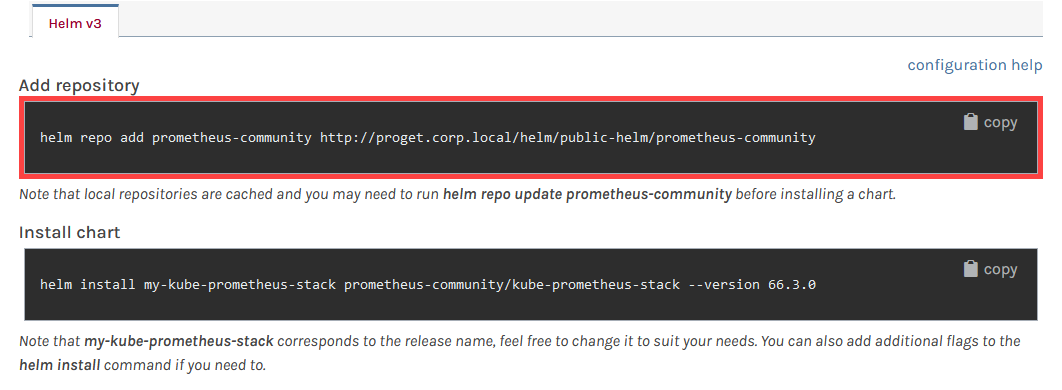 Helm v3
configuration help
Add repository
copy
helm repo add prometheus-community http://proget.corp.local/helm/public-helm/prometheus-community
Note that local repositories are cached and you may need to run helm repo update prometheus-community before installing a chart.
Install chart
copy
helm install my-kube-prometheus-stack prometheus-community/kube-prometheus-stack --version 66.3.0
Note that my-kube-prometheus-stack corresponds to the release name, feel free to change it to suit your needs. You can also add additional flags to the
helm install command if you need to.